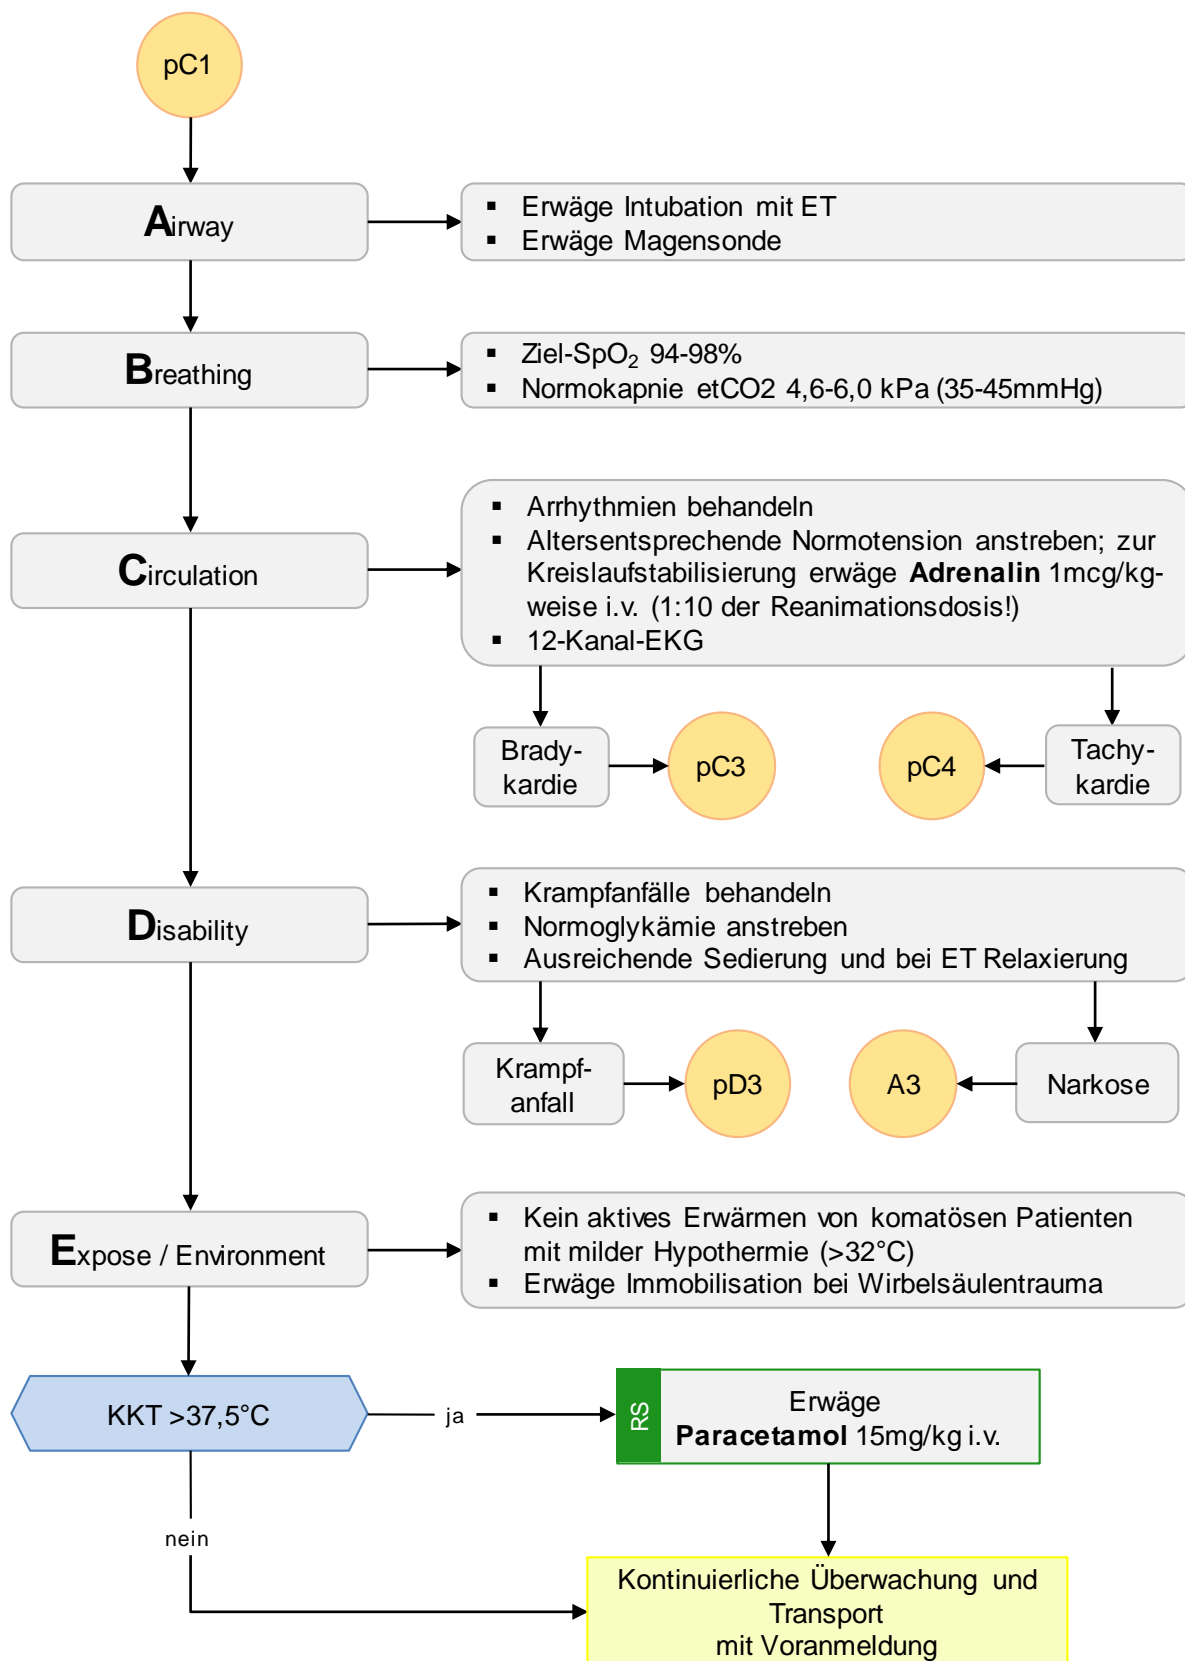 pC1
Airway
▪ Erwäge Intubation mit ET
▪ Erwäge Magensonde
Breathing
▪ Ziel-SpO₂ 94-98%
▪ Normokapnie etCO2 4,6-6,0 kPa (35-45mmHg)
Circulation
▪ Arrhythmien behandeln
▪ Altersentsprechende Normotension anstreben; zur
Kreislaufstabilisierung erwäge Adrenalin 1mcg/kg-
weise i.v. (1:10 der Reanimationsdosis!)
▪ 12-Kanal-EKG
Brady-
kardie
pC3
pC4
Tachy-
kardie
Disability
▪ Krampfanfälle behandeln
▪ Normoglykämie anstreben
▪ Ausreichende Sedierung und bei ET Relaxierung
Krampf-
anfall
pD3
A3
Narkose
Expose / Environment
▪ Kein aktives Erwärmen von komatösen Patienten
mit milder Hypothermie (>32°C)
▪ Erwäge Immobilisation bei Wirbelsäulentrauma
KKT >37,5°C
ja
RS
Erwäge
Paracetamol 15mg/kg i.v.
nein
Kontinuierliche Überwachung und
Transport
mit Voranmeldung